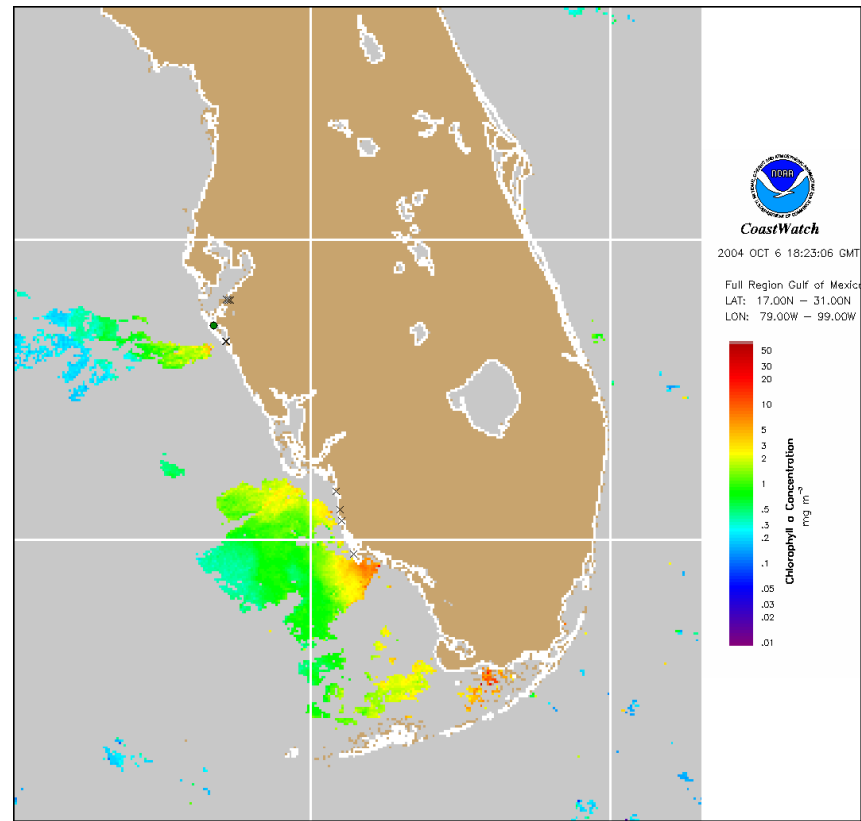 NOAA
CoastWatch
2004 OCT 6 18:23:06 GMT
Full Region Gulf of Mexico
LAT: 17.00N – 31.00N
LON: 79.00W – 99.00W
50
30
20
10
5
3
2
1
.5
.3
.2
.1
.05
.03
.02
.01
Chlorophyll a Concentration
mg m⁻³